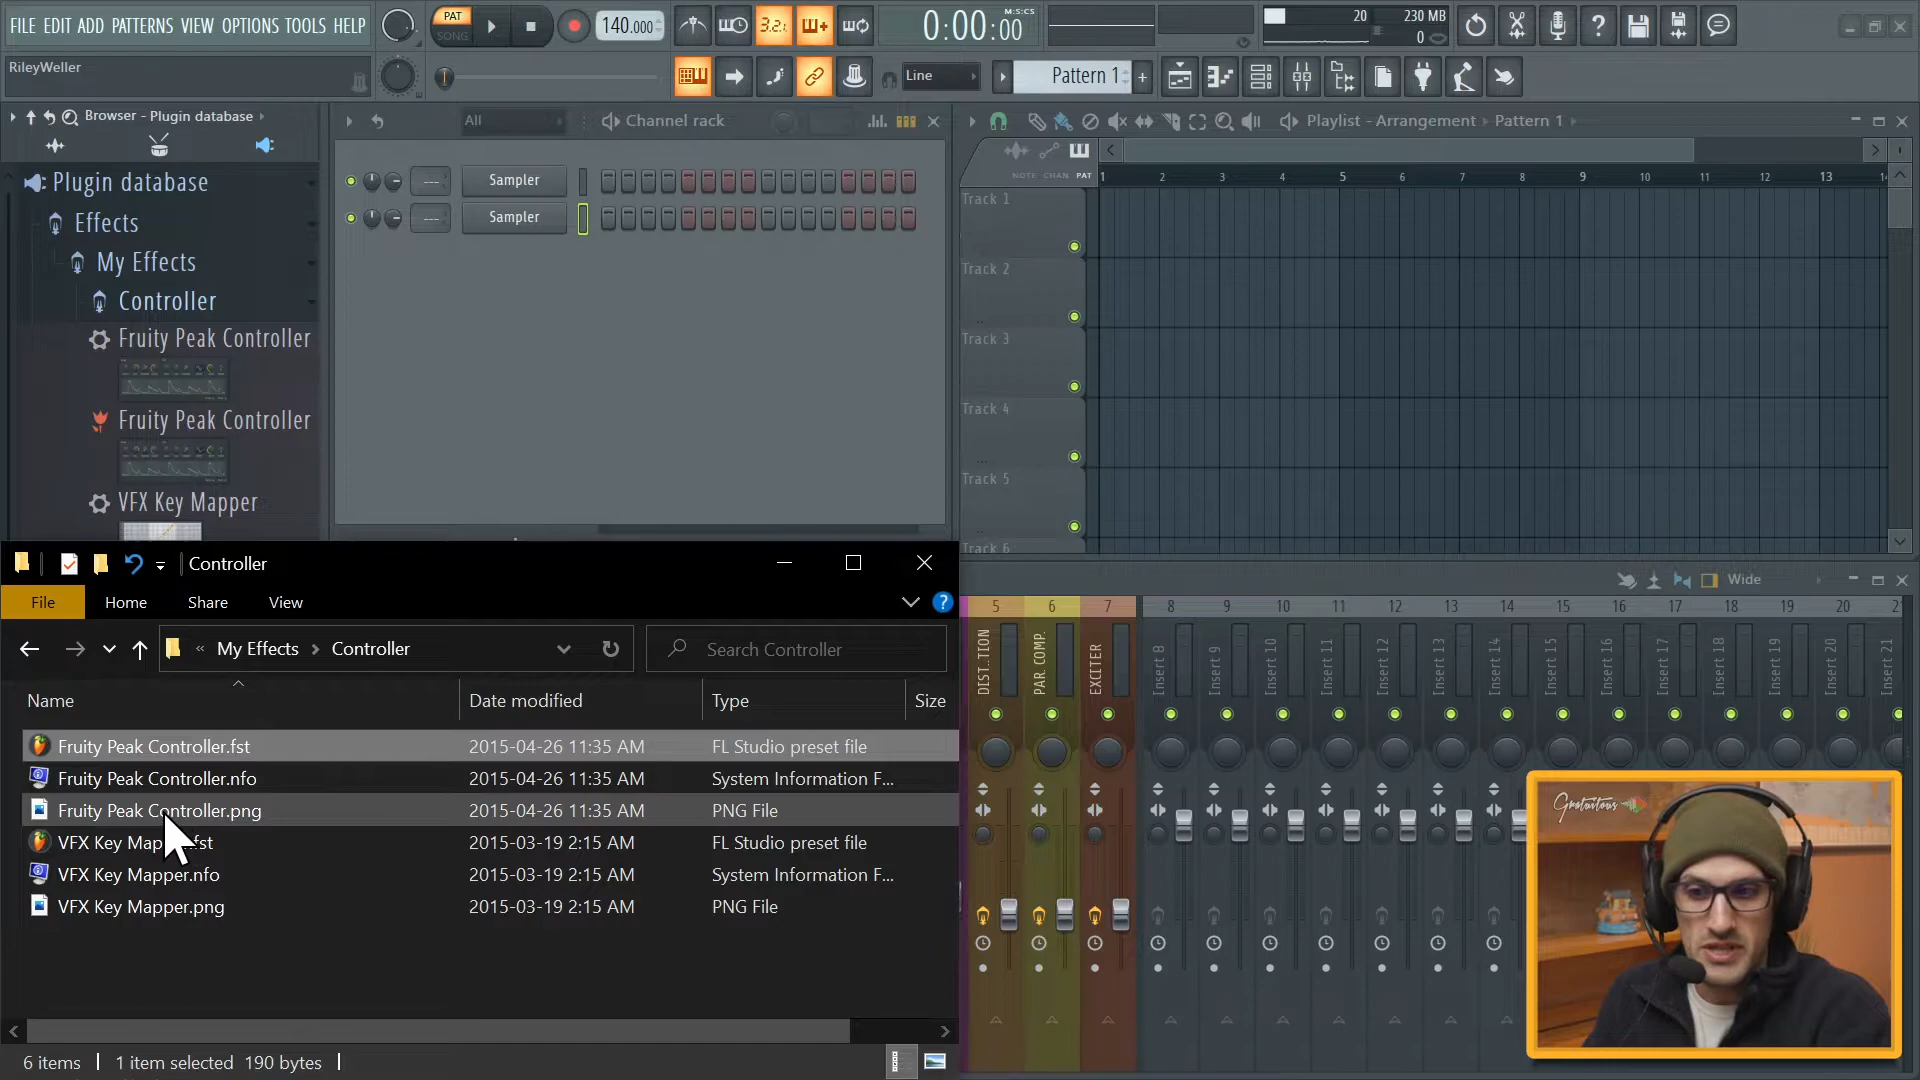 FILE EDIT ADD PATTERNS VIEW OPTIONS TOOLS HELP
PAT
SONG
140.000
3.2.
0:00:00
M:S:CS
20
230 MB
0
RileyWeller
Line
Pattern 1
Browser - Plugin database
Plugin database
Effects
My Effects
Controller
Fruity Peak Controller
Fruity Peak Controller
VFX Key Mapper
All
Channel rack
---
Sampler
---
Sampler
Playlist - Arrangement
Pattern 1
NOTE CHAN PAT
1 2 3 4 5 6 7 8 9 10 11 12 13
Track 1
Track 2
Track 3
Track 4
Track 5
Track 6
Controller
File
Home
Share
View
« My Effects > Controller
Search Controller
Name
Date modified
Type
Size
Fruity Peak Controller.fst 2015-04-26 11:35 AM FL Studio preset file
Fruity Peak Controller.nfo 2015-04-26 11:35 AM System Information F...
Fruity Peak Controller.png 2015-04-26 11:35 AM PNG File
VFX Key Map fst 2015-03-19 2:15 AM FL Studio preset file
VFX Key Mapper.nfo 2015-03-19 2:15 AM System Information F...
VFX Key Mapper.png 2015-03-19 2:15 AM PNG File
6 items
1 item selected 190 bytes
Wide
5 6 7 8 9 10 11 12 13 14 15 16 17 18 19 20
DIST..TION
PAR. COMP.
EXCITER
Insert 8
Insert 9
Insert 10
Insert 11
Insert 12
Insert 13
Insert 14
Insert 15
Insert 16
Insert 17
Insert 18
Insert 19
Insert 20
Insert 21
Gratuitous